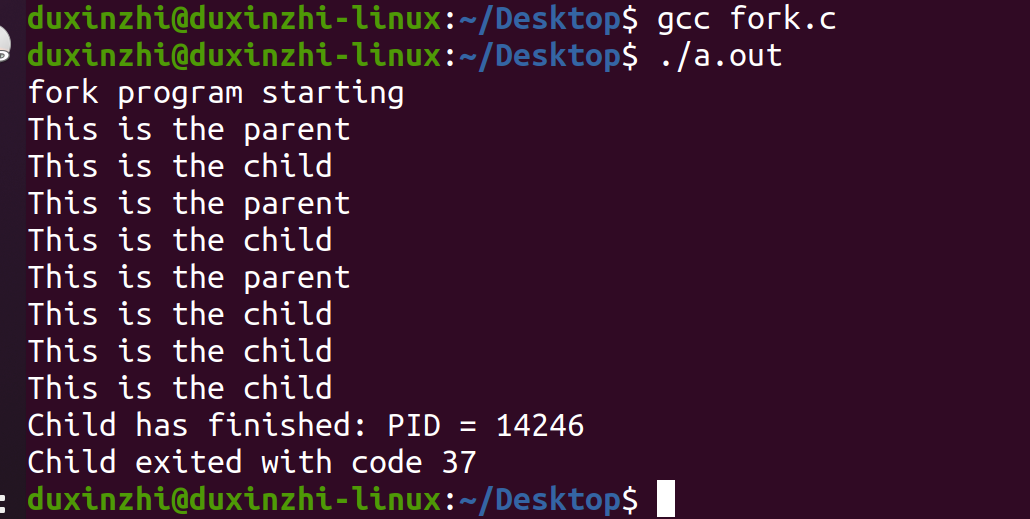 duxinzhi@duxinzhi-linux:~/Desktop$ gcc fork.c
duxinzhi@duxinzhi-linux:~/Desktop$ ./a.out
fork program starting
This is the parent
This is the child
This is the parent
This is the child
This is the parent
This is the child
This is the child
This is the child
Child has finished: PID = 14246
Child exited with code 37
duxinzhi@duxinzhi-linux:~/Desktop$